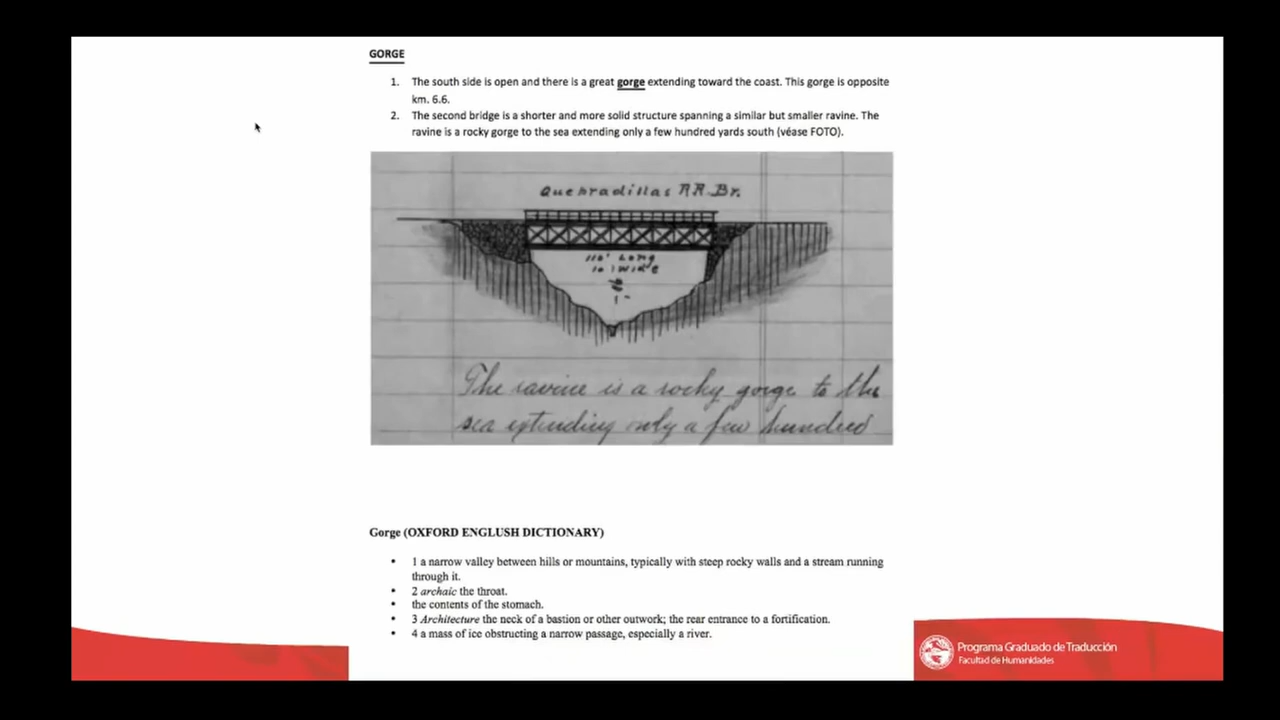 GORGE
1. The south side is open and there is a great gorge extending toward the coast. This gorge is opposite
km. 6.6.
2. The second bridge is a shorter and more solid structure spanning a similar but smaller ravine. The
ravine is a rocky gorge to the sea extending only a few hundred yards south (véase FOTO).
Quebradillas RR. Br.
110' Long
10' Wide
The ravine is a rocky gorge to the
sea extending only a few hundred
Gorge (OXFORD ENGLUSH DICTIONARY)
• 1 a narrow valley between hills or mountains, typically with steep rocky walls and a stream running
through it.
• 2 archaic the throat.
• the contents of the stomach.
• 3 Architecture the neck of a bastion or other outwork; the rear entrance to a fortification.
• 4 a mass of ice obstructing a narrow passage, especially a river.
Programa Graduado de Traducción
Facultad de Humanidades